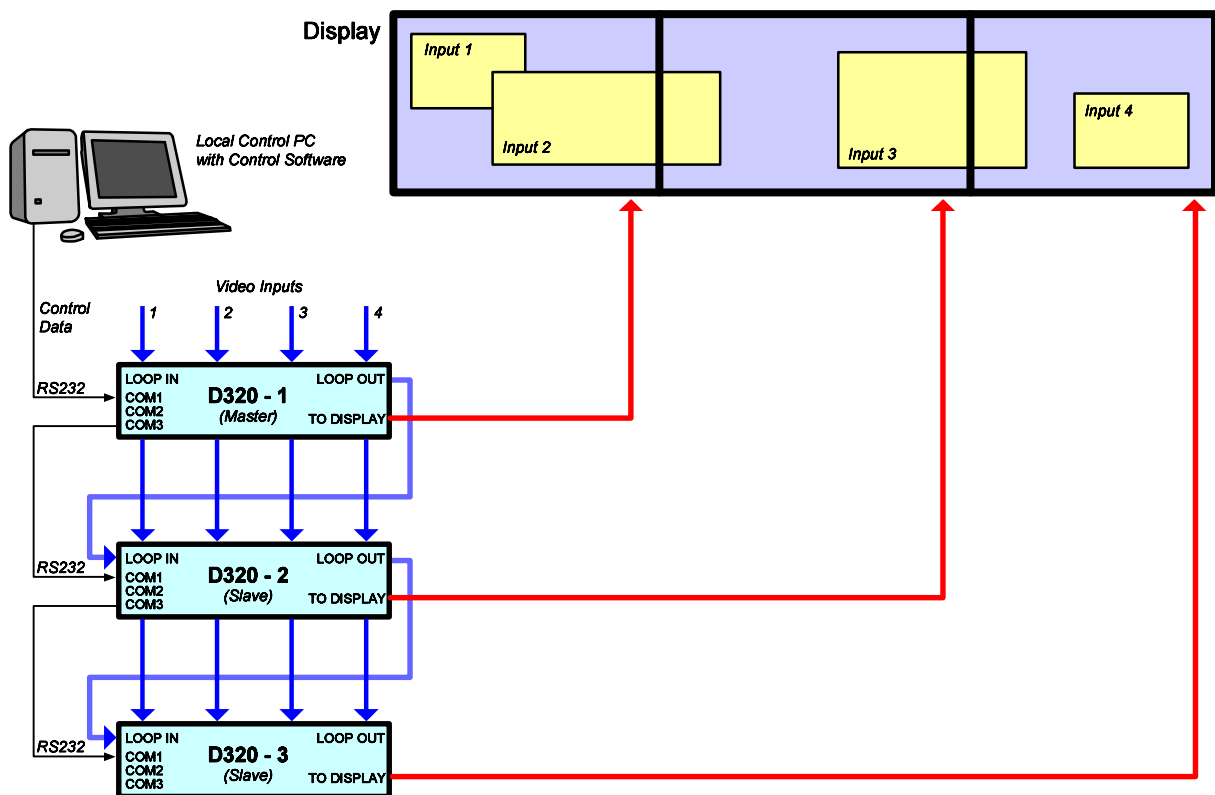 Display
Input 1
Input 2
Input 3
Input 4
Local Control PC
with Control Software
Control
Data
Video Inputs
1
2
3
4
RS232
LOOP IN
LOOP OUT
COM1
COM2
COM3
D320 - 1
(Master)
TO DISPLAY
RS232
LOOP IN
LOOP OUT
COM1
COM2
COM3
D320 - 2
(Slave)
TO DISPLAY
RS232
LOOP IN
LOOP OUT
COM1
COM2
COM3
D320 - 3
(Slave)
TO DISPLAY